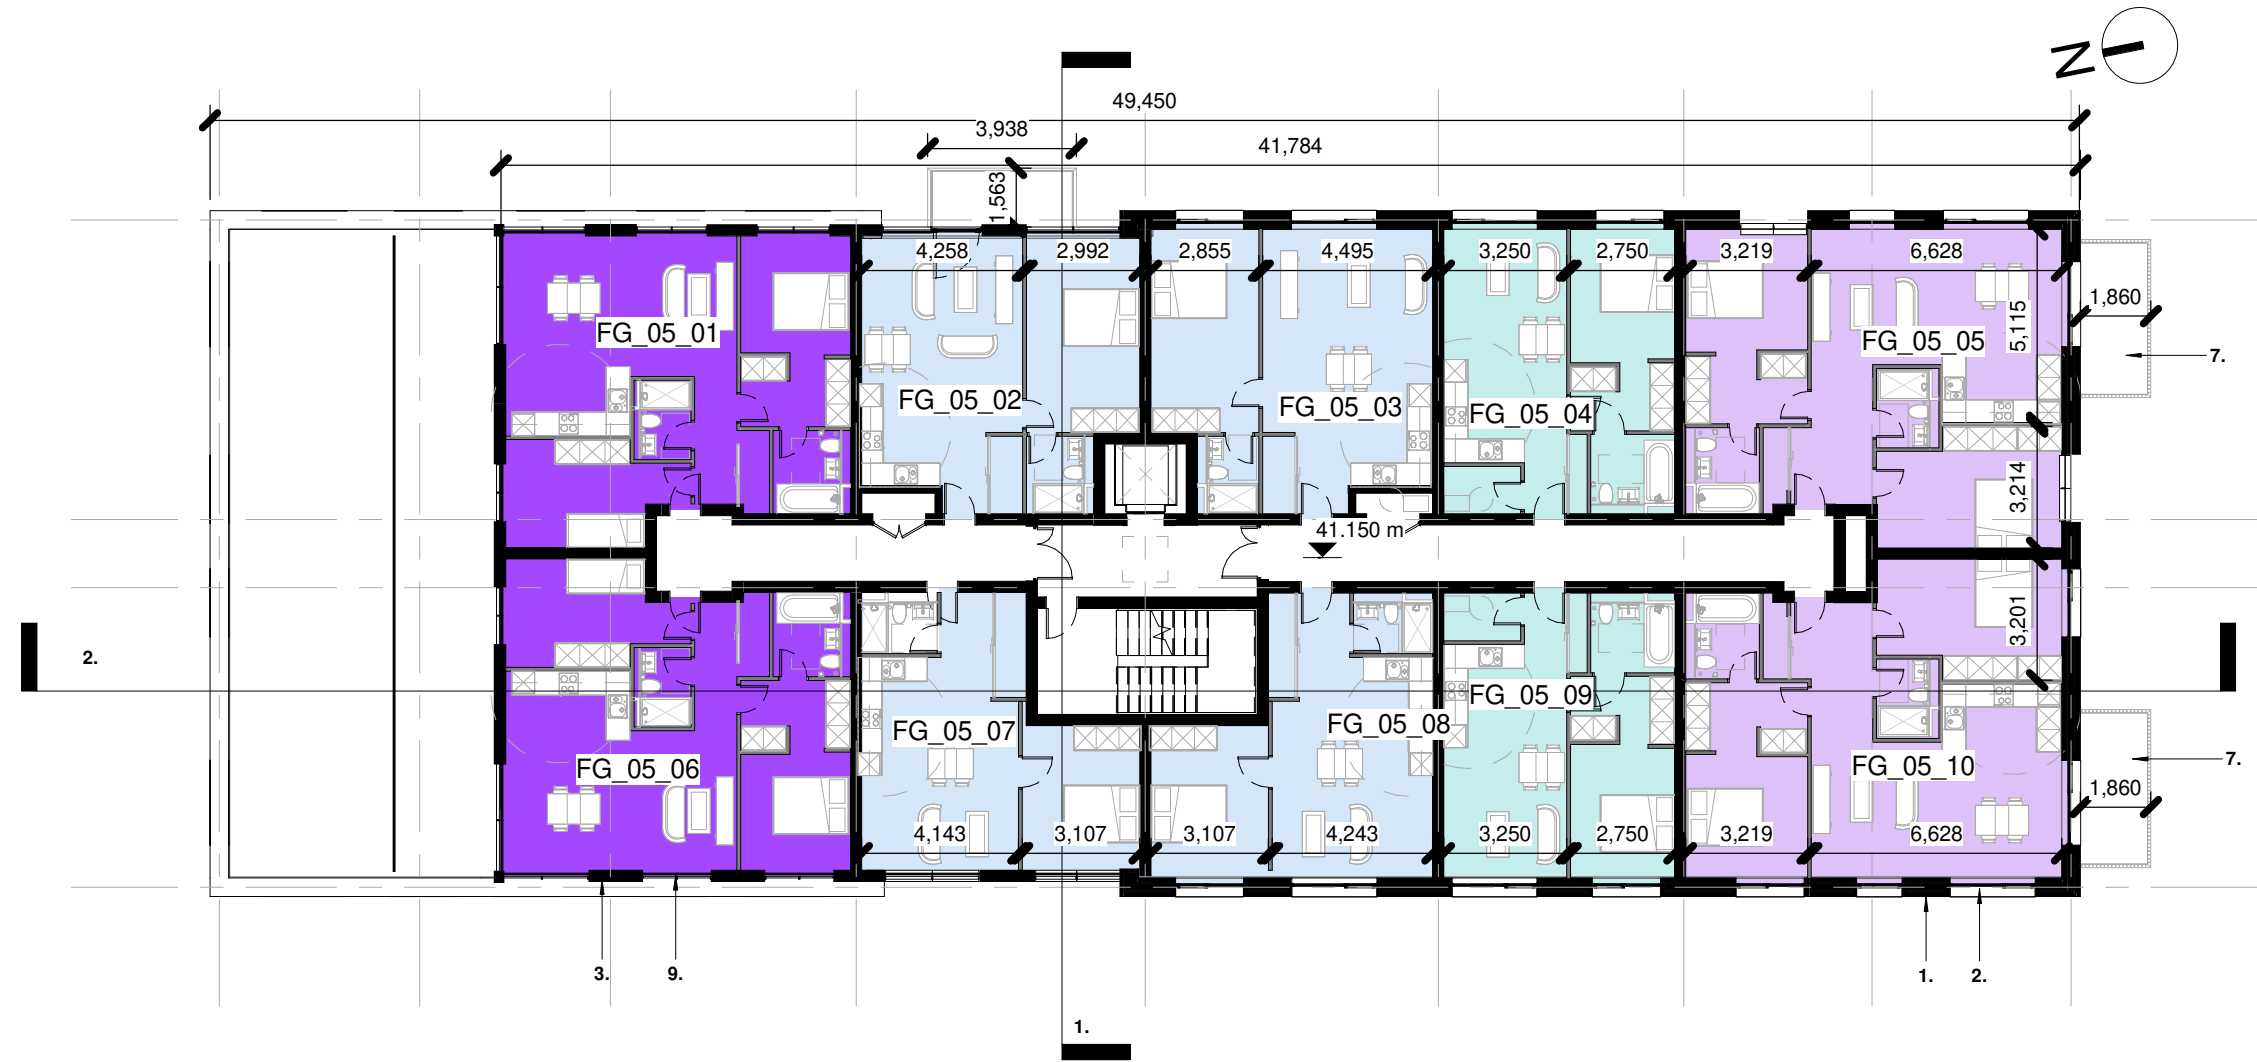 N
49,450
3,938
41,784
1,563
4,258
2,992
2,855
4,495
3,250
2,750
3,219
6,628
1,860
5,115
FG_05_01
FG_05_02
FG_05_03
FG_05_04
FG_05_05
7.
3,214
41.150 m
3,201
2.
FG_05_06
FG_05_07
FG_05_08
FG_05_09
FG_05_10
7.
1,860
4,143
3,107
3,107
4,243
3,250
2,750
3,219
6,628
3.
9.
1.
2.
1.